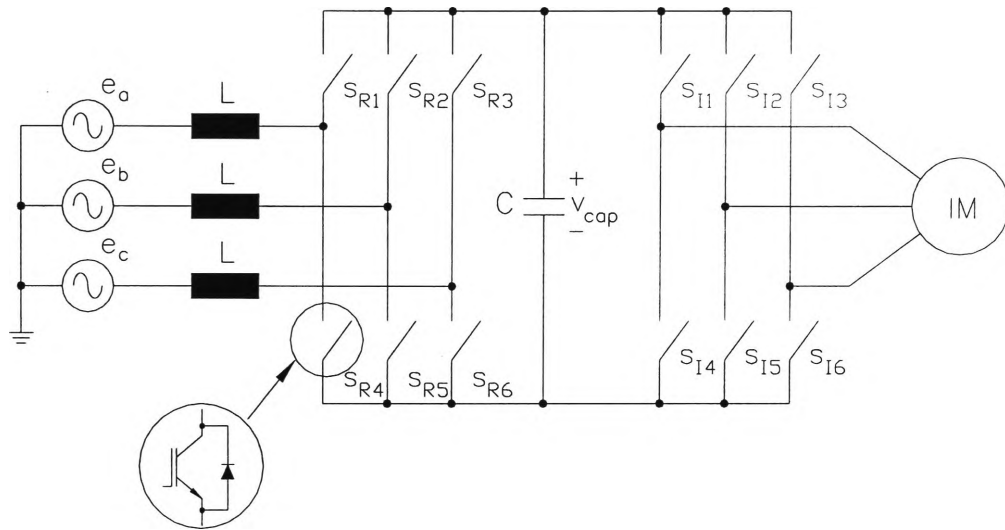 e_a
L
S_R1
S_R2
S_R3
S_I1
S_I2
S_I3
e_b
L
C
+
V_cap
−
IM
e_c
L
S_R4
S_R5
S_R6
S_I4
S_I5
S_I6